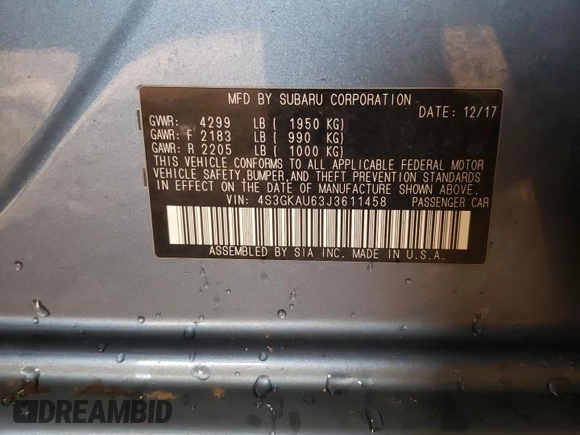 MFD BY SUBARU CORPORATION
DATE: 12/17
GVWR: 4299 LB ( 1950 KG)
GAWR: F 2183 LB ( 990 KG)
GAWR: R 2205 LB ( 1000 KG)
THIS VEHICLE CONFORMS TO ALL APPLICABLE FEDERAL MOTOR
VEHICLE SAFETY,BUMPER,AND THEFT PREVENTION STANDARDS
IN EFFECT ON THE DATE OF MANUFACTURE SHOWN ABOVE.
VIN: 4S3GKAU63J3611458 PASSENGER CAR
ASSEMBLED BY SIA INC. MADE IN U.S.A.
DREAMBID